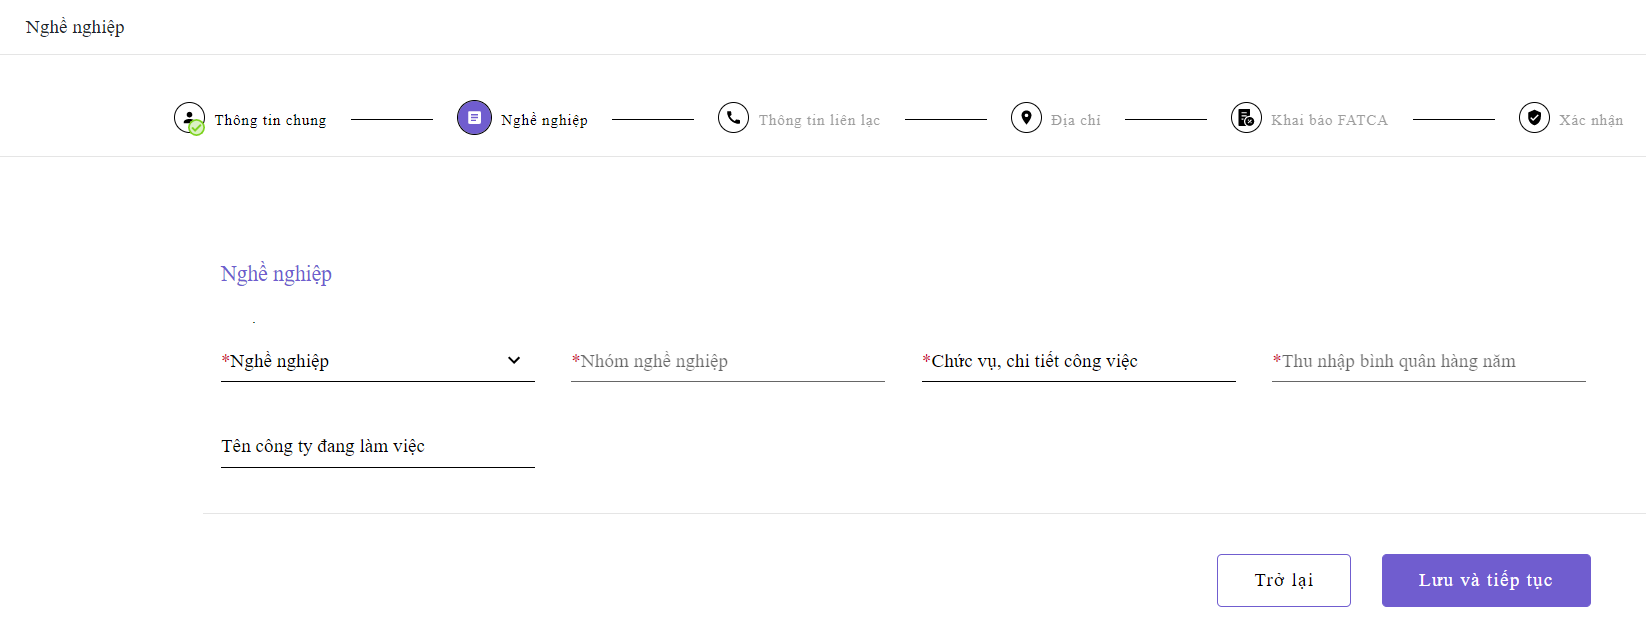 Nghề nghiệp
Thông tin chung
Nghề nghiệp
Thông tin liên lạc
Địa chỉ
Khai báo FATCA
Xác nhận
Nghề nghiệp
*Nghề nghiệp
*Nhóm nghề nghiệp
*Chức vụ, chi tiết công việc
*Thu nhập bình quân hàng năm
Tên công ty đang làm việc
Trở lại
Lưu và tiếp tục